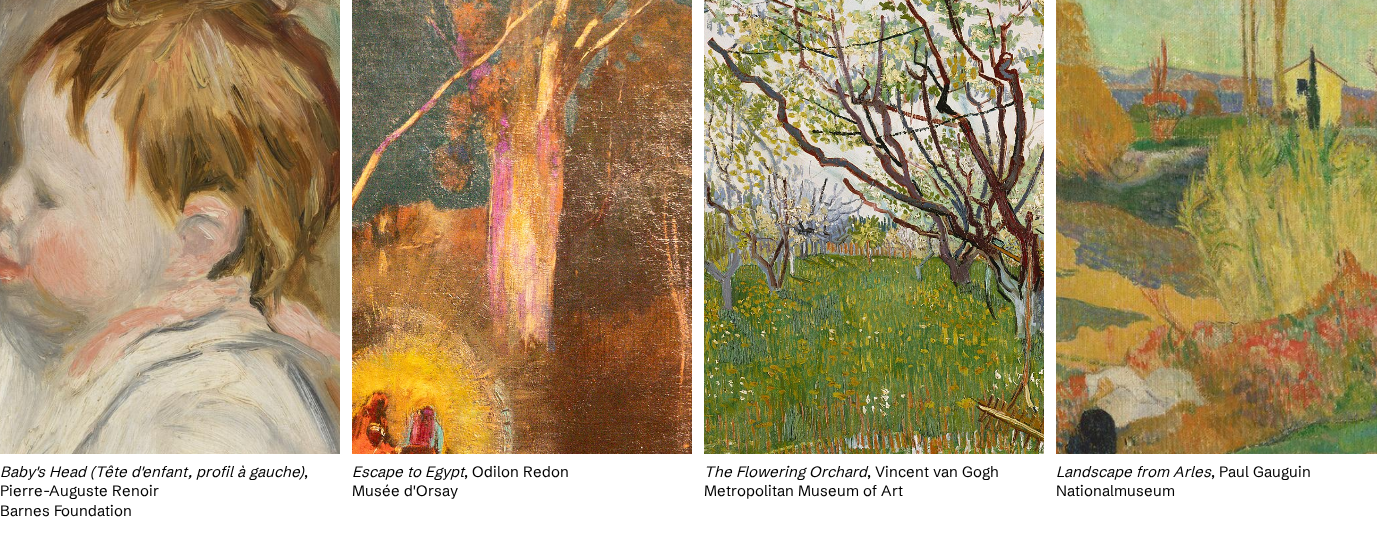 Baby's Head (Tête d'enfant, profil à gauche),
Pierre-Auguste Renoir
Barnes Foundation
Escape to Egypt, Odilon Redon
Musée d'Orsay
The Flowering Orchard, Vincent van Gogh
Metropolitan Museum of Art
Landscape from Arles, Paul Gauguin
Nationalmuseum